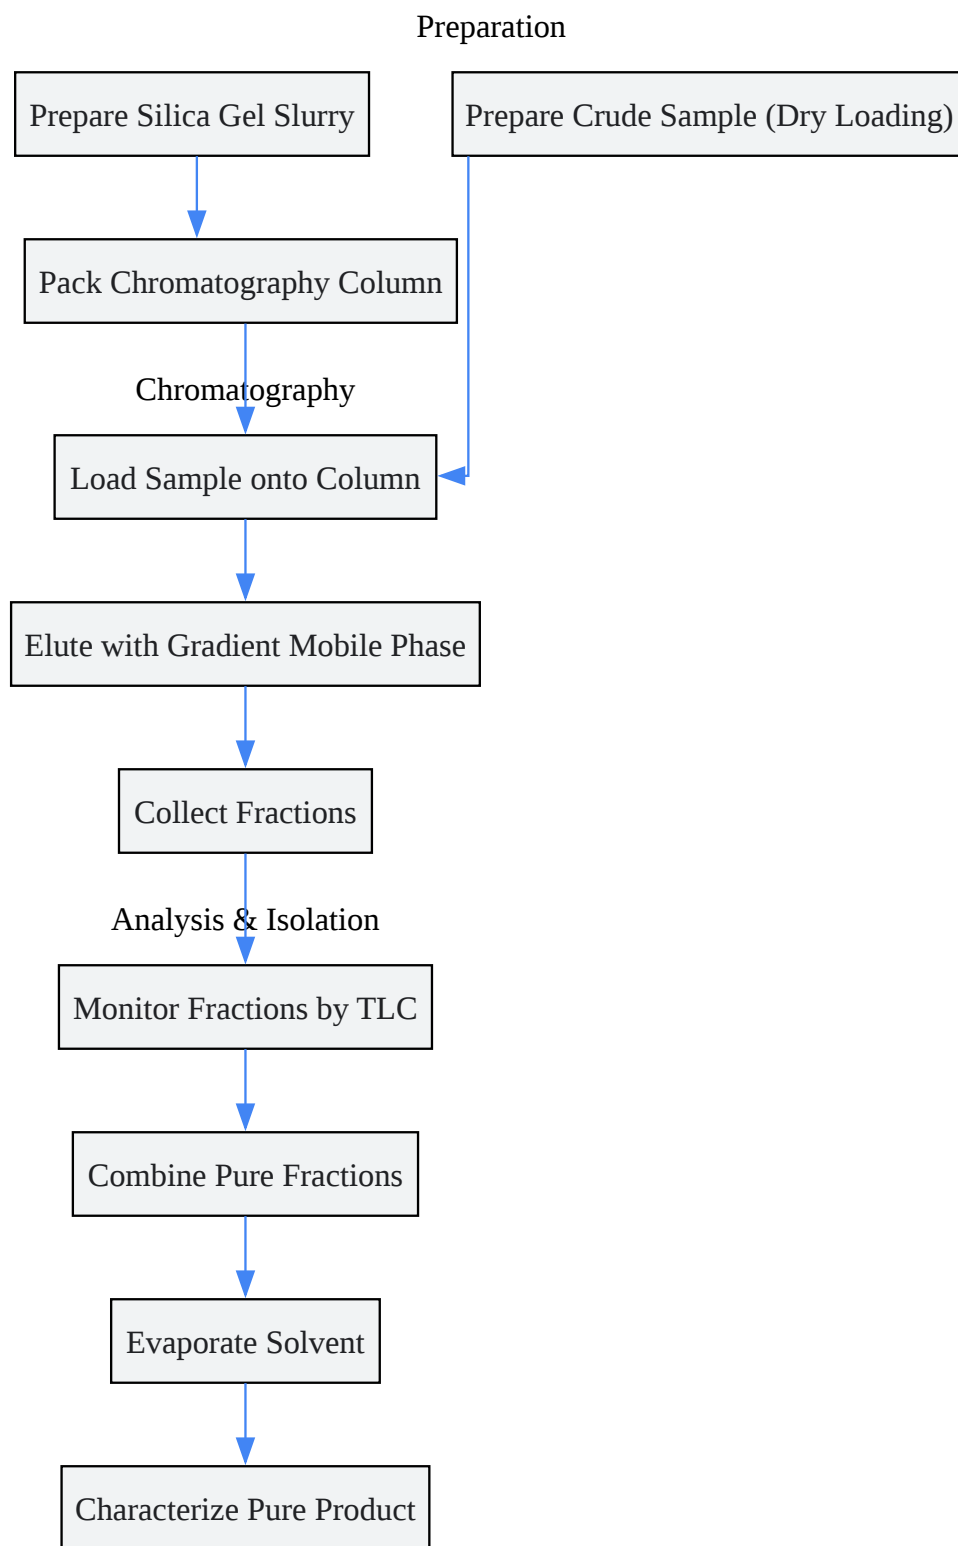 Preparation
Prepare Silica Gel Slurry
Prepare Crude Sample (Dry Loading)
Pack Chromatography Column
Chromatography
Load Sample onto Column
Elute with Gradient Mobile Phase
Collect Fractions
Analysis & Isolation
Monitor Fractions by TLC
Combine Pure Fractions
Evaporate Solvent
Characterize Pure Product